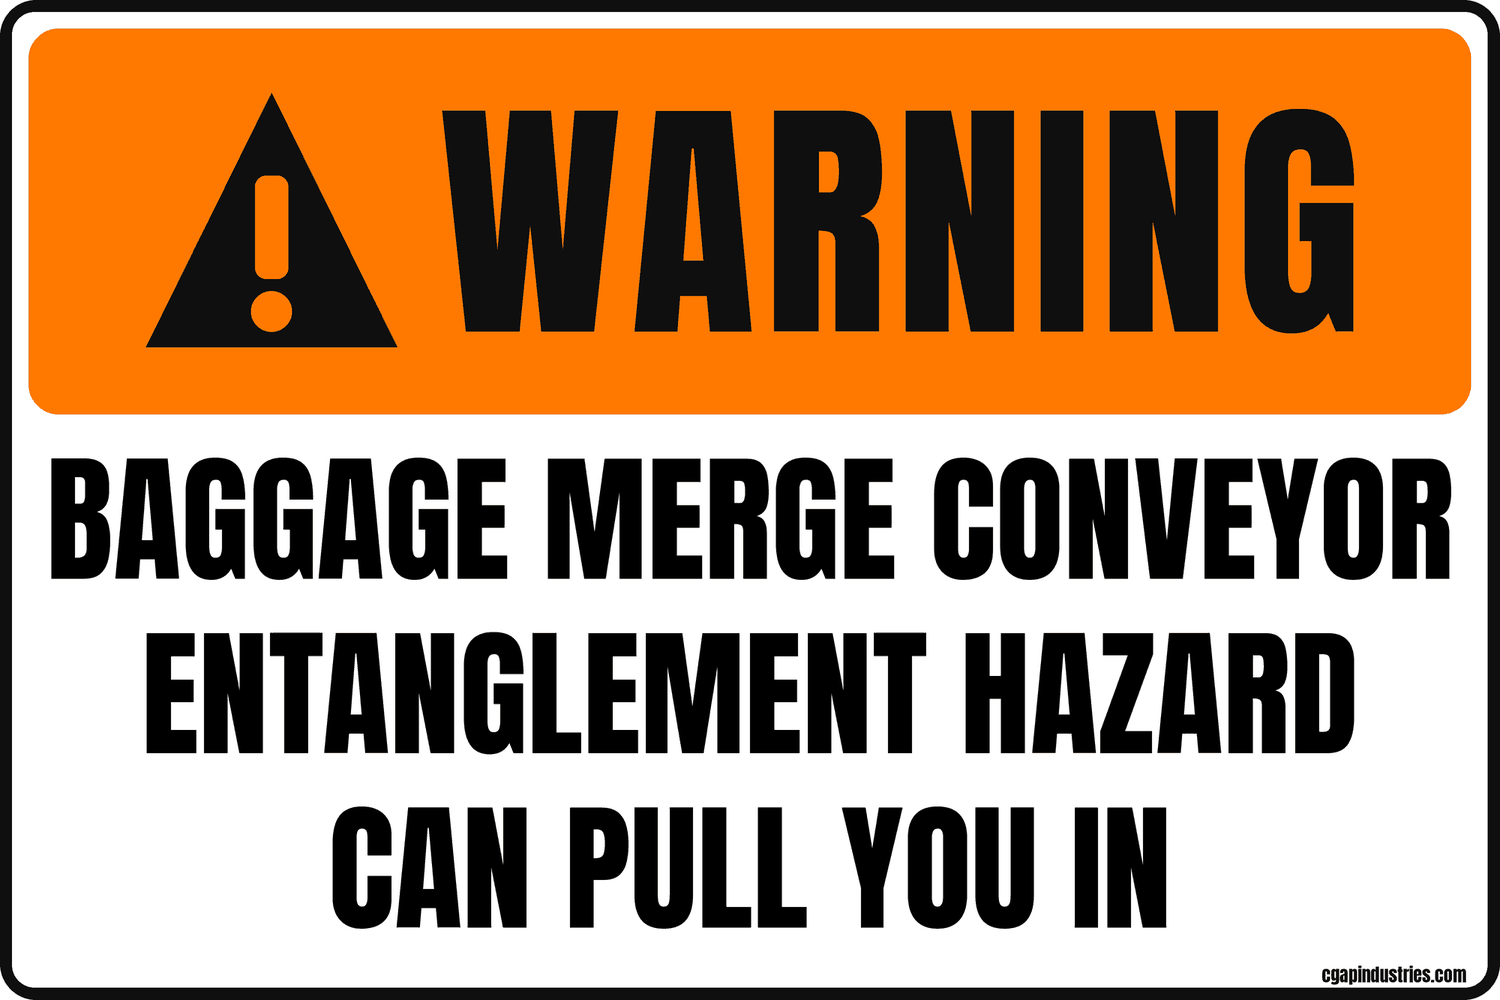 WARNING
BAGGAGE MERGE CONVEYOR
ENTANGLEMENT HAZARD
CAN PULL YOU IN
cgapindustries.com